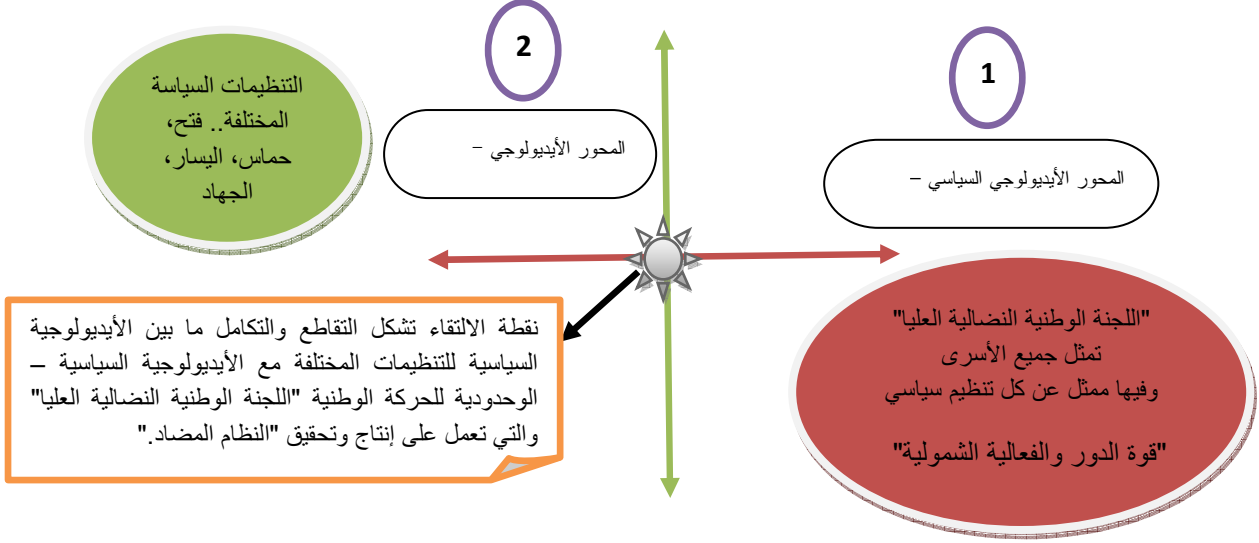 1
المحور الأيديولوجي السياسي –
"اللجنة الوطنية النضالية العليا"
تمثل جميع الأسرى
وفيها ممثل عن كل تنظيم سياسي
"قوة الدور والفعالية الشمولية"
2
المحور الأيديولوجي –
التنظيمات السياسة
المختلفة.. فتح،
حماس، اليسار،
الجهاد
نقطة الالتقاء تشكل التقاطع والتكامل ما بين الأيديولوجية
السياسية للتنظيمات المختلفة مع الأيديولوجية السياسية –
الوحدودية للحركة الوطنية "اللجنة الوطنية النضالية العليا"
والتي تعمل على إنتاج وتحقيق "النظام المضاد."